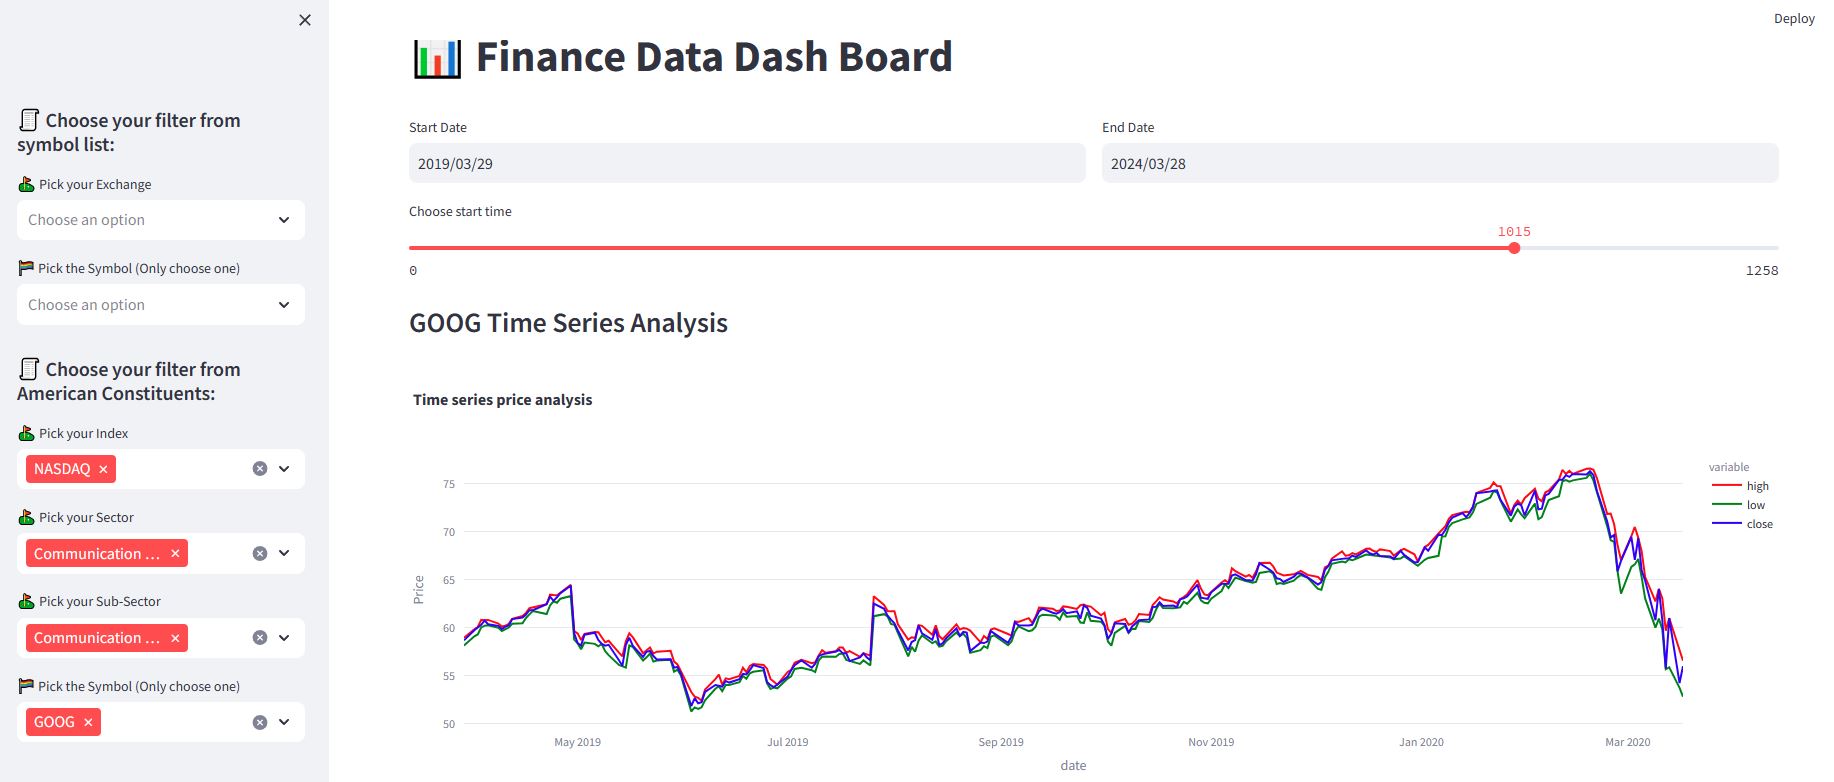 Deploy
📊 Finance Data Dash Board
Choose your filter from
symbol list:
Pick your Exchange
Choose an option
Pick the Symbol (Only choose one)
Choose an option
Choose your filter from
American Constituents:
Pick your Index
NASDAQ
Pick your Sector
Communication ...
Pick your Sub-Sector
Communication ...
Pick the Symbol (Only choose one)
GOOG
Start Date
2019/03/29
End Date
2024/03/28
Choose start time
1015
0
1258
GOOG Time Series Analysis
Time series price analysis
variable
high
low
close
Price
75
70
65
60
55
50
May 2019
Jul 2019
Sep 2019
Nov 2019
Jan 2020
Mar 2020
date